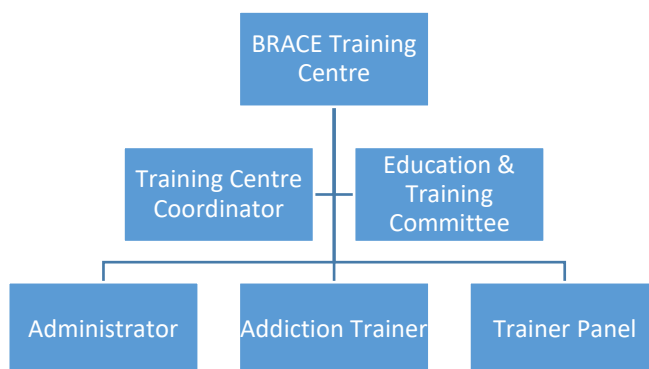 BRACE Training
Centre
Training Centre
Coordinator
Education &
Training
Committee
Administrator
Addiction Trainer
Trainer Panel